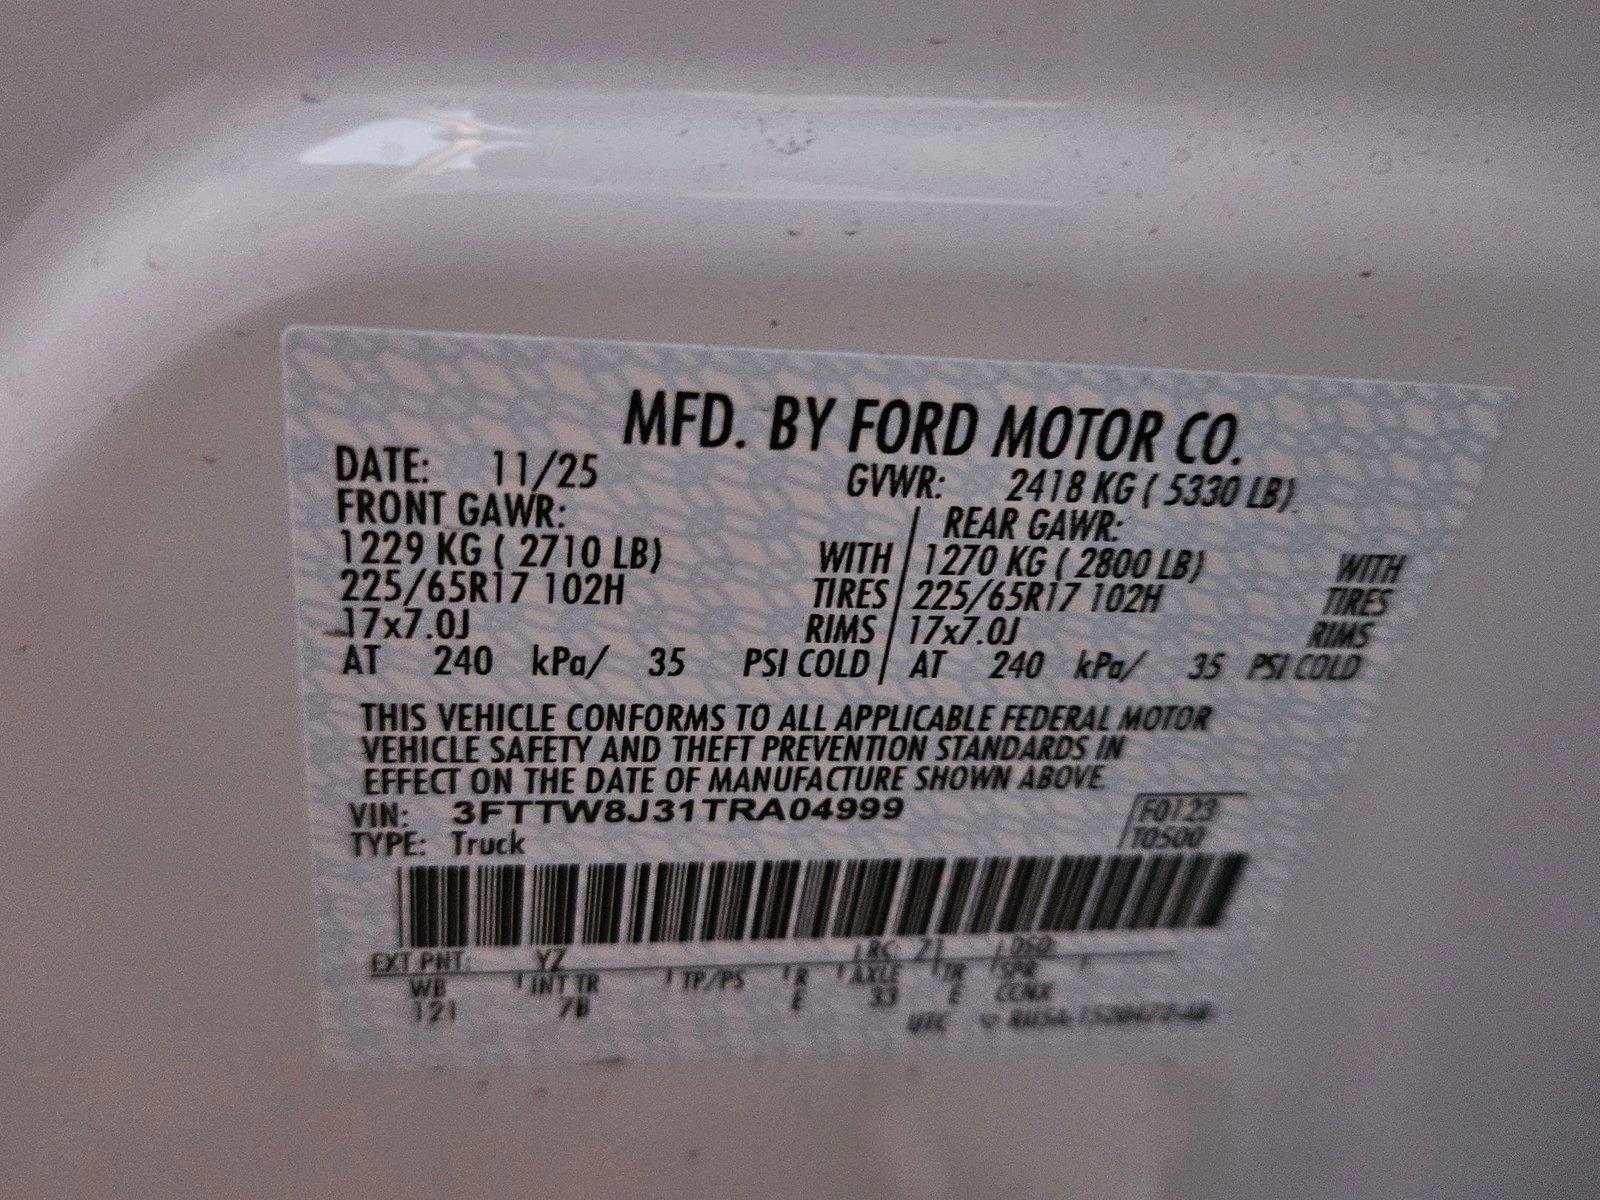 MFD. BY FORD MOTOR CO.
DATE: 11/25 GVWR: 2418 KG ( 5330 LB)
FRONT GAWR: REAR GAWR:
1229 KG ( 2710 LB) WITH 1270 KG ( 2800 LB) WITH
225/65R17 102H TIRES 225/65R17 102H TIRES
17x7.0J RIMS 17x7.0J RIMS
AT 240 kPa/ 35 PSI COLD AT 240 kPa/ 35 PSI COLD
THIS VEHICLE CONFORMS TO ALL APPLICABLE FEDERAL MOTOR
VEHICLE SAFETY AND THEFT PREVENTION STANDARDS IN
EFFECT ON THE DATE OF MANUFACTURE SHOWN ABOVE.
VIN: 3FTTW8J31TRA04999 F0123
TYPE: Truck T0500
EXT PNT: YZ RC: 71 DSO:
WB INT TR TP/PS R AXLE TR SPR
121 7B E 33 E
UTC